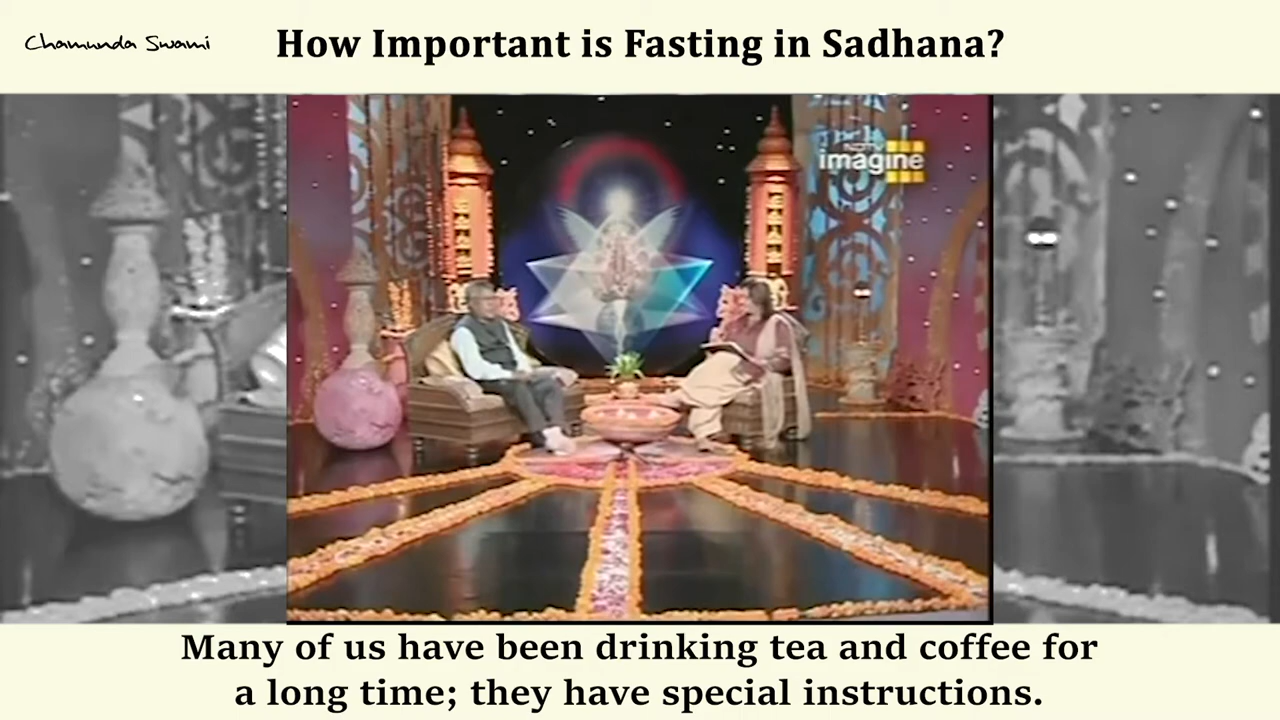 Chamunda Swami
How Important is Fasting in Sadhana?
NDTV
imagine
Many of us have been drinking tea and coffee for
a long time; they have special instructions.